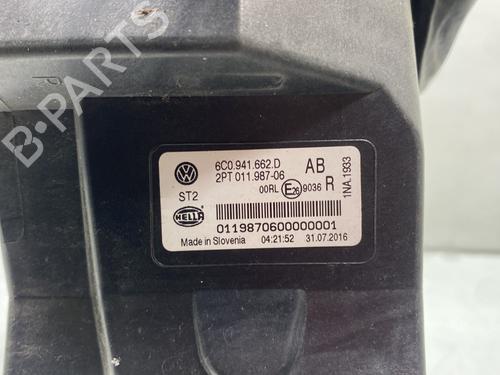 B-PARTS
6C0.941.662.D
AB
2PT 011.987-06
R
1NA.1933
ST2
00RL
E26
9036
HELLA
0119870600000001
Made in Slovenia 04:21:52 31.07.2016